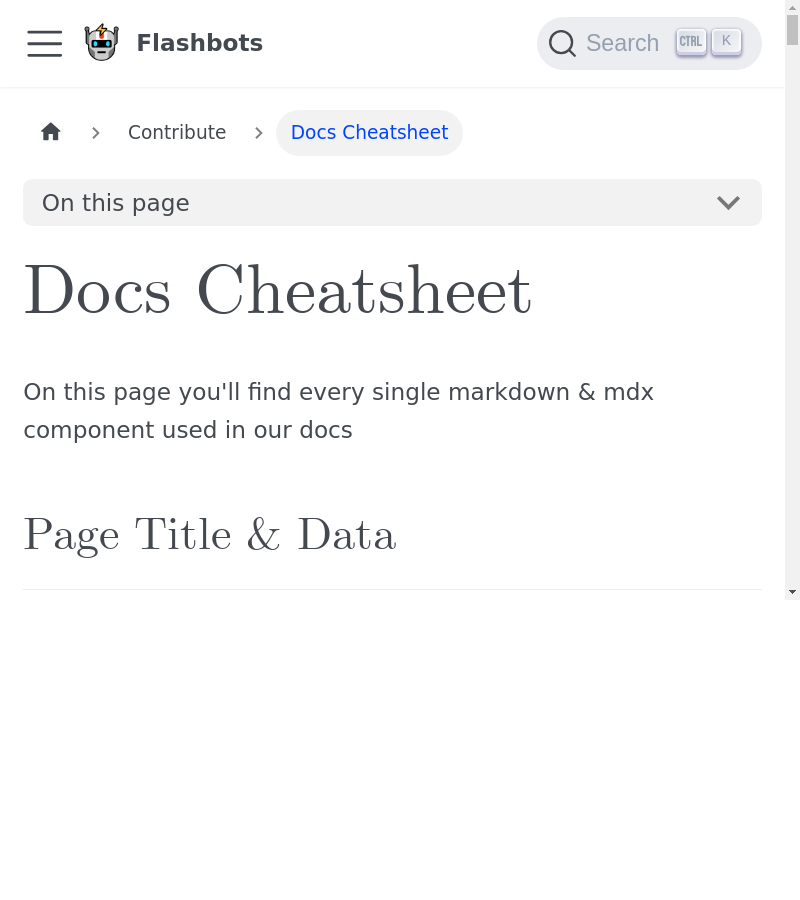 Flashbots
Search CTRL K
Contribute
Docs Cheatsheet
On this page
Docs Cheatsheet
On this page you'll find every single markdown & mdx
component used in our docs
Page Title & Data